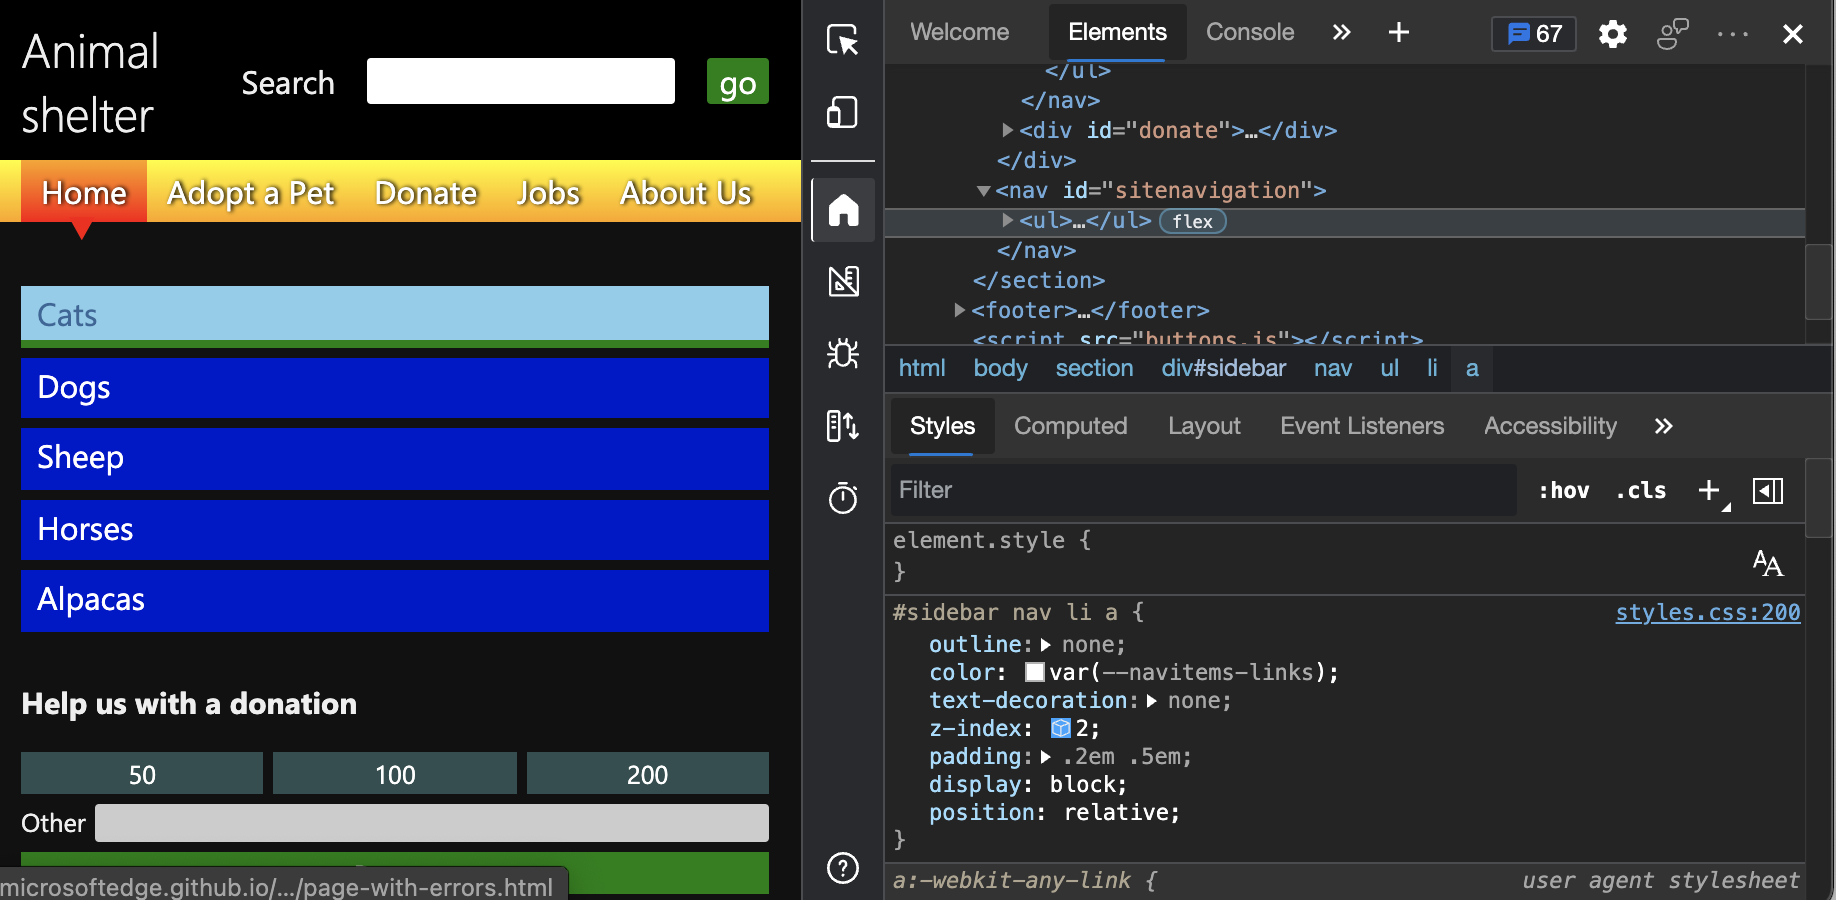 Animal
shelter
Search
go
Home Adopt a Pet Donate Jobs About Us
Cats
Dogs
Sheep
Horses
Alpacas
Help us with a donation
50 100 200
Other
microsoftedge.github.io/.../page-with-errors.html
Welcome Elements Console 67
</ul>
</nav>
<div id="donate">…</div>
</div>
<nav id="sitenavigation">
<ul>…</ul> flex
</nav>
</section>
<footer>…</footer>
<script src="buttons.js"></script>
html body section div#sidebar nav ul li a
Styles Computed Layout Event Listeners Accessibility
Filter :hov .cls
element.style {
}
#sidebar nav li a { styles.css:200
outline: none;
color: var(--navitems-links);
text-decoration: none;
z-index: 2;
padding: .2em .5em;
display: block;
position: relative;
}
a:-webkit-any-link { user agent stylesheet